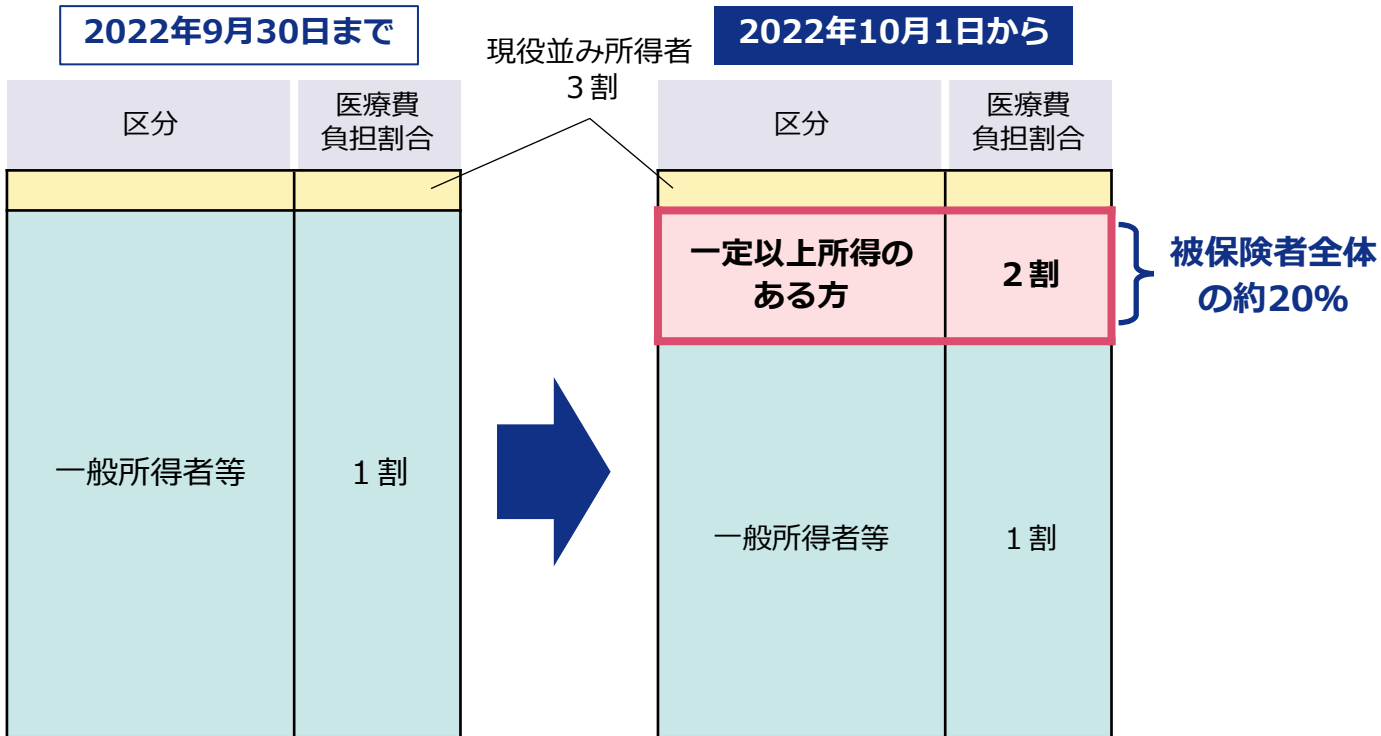 2022年9月30日まで
現役並み所得者
３割
2022年10月1日から
区分
医療費
負担割合
一般所得者等
１割
区分
医療費
負担割合
一定以上所得の
ある方
２割
被保険者全体
の約20%
一般所得者等
１割